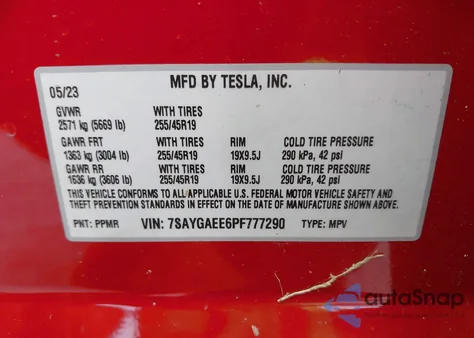 MFD BY TESLA, INC.
05/23
GVWR WITH TIRES
2571 kg (5669 lb) 255/45R19
GAWR FRT WITH TIRES RIM COLD TIRE PRESSURE
1363 kg (3004 lb) 255/45R19 19X9.5J 290 kPa, 42 psi
GAWR RR WITH TIRES RIM COLD TIRE PRESSURE
1636 kg (3606 lb) 255/45R19 19X9.5J 290 kPa, 42 psi
THIS VEHICLE CONFORMS TO ALL APPLICABLE U.S. FEDERAL MOTOR VEHICLE SAFETY AND
THEFT PREVENTION STANDARDS IN EFFECT ON THE DATE OF MANUFACTURE SHOWN ABOVE.
PNT: PPMR VIN: 7SAYGAEE6PF777290 TYPE: MPV
autoSnap